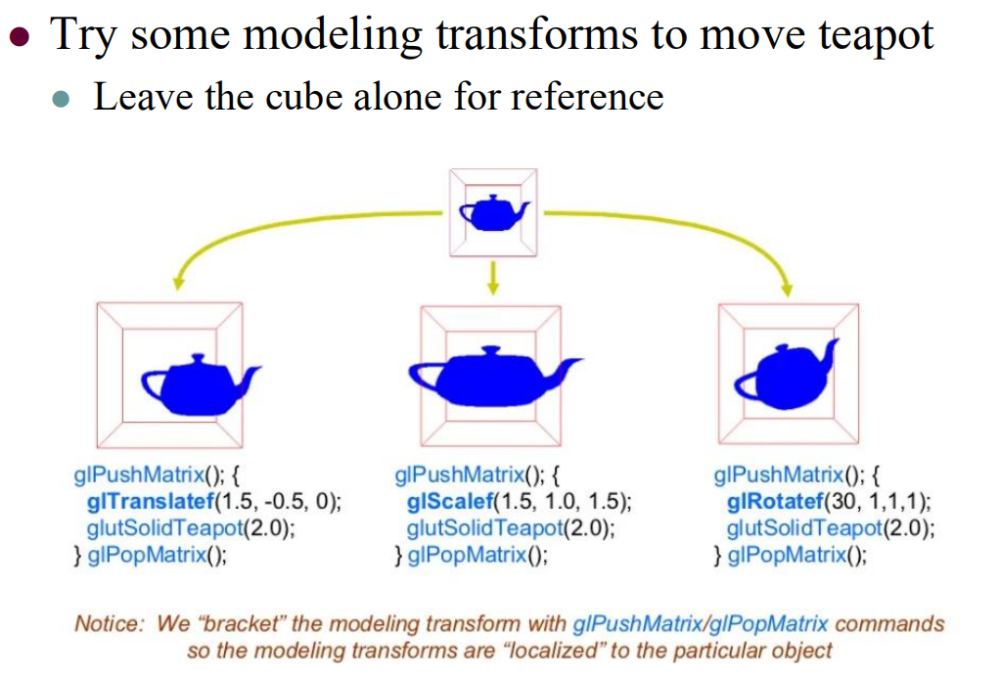 Try some modeling transforms to move teapot
Leave the cube alone for reference
glPushMatrix(); {
glTranslatef(1.5, -0.5, 0);
glutSolidTeapot(2.0);
} glPopMatrix();
glPushMatrix(); {
glScalef(1.5, 1.0, 1.5);
glutSolidTeapot(2.0);
} glPopMatrix();
glPushMatrix(); {
glRotatef(30, 1,1,1);
glutSolidTeapot(2.0);
} glPopMatrix();
Notice: We “bracket” the modeling transform with glPushMatrix/glPopMatrix commands
so the modeling transforms are “localized” to the particular object